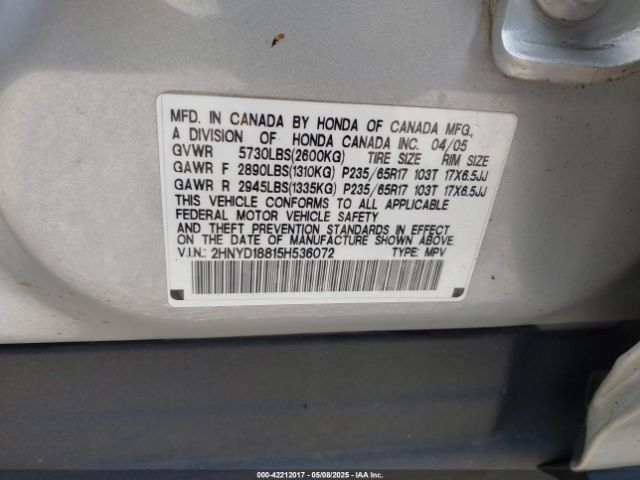 MFD. IN CANADA BY HONDA OF CANADA MFG.,
A DIVISION OF HONDA CANADA INC. 04/05
GVWR 5730LBS(2600KG) TIRE SIZE RIM SIZE
GAWR F 2890LBS(1310KG) P235/65R17 103T 17X6.5JJ
GAWR R 2945LBS(1335KG) P235/65R17 103T 17X6.5JJ
THIS VEHICLE CONFORMS TO ALL APPLICABLE
FEDERAL MOTOR VEHICLE SAFETY
AND THEFT PREVENTION STANDARDS IN EFFECT
ON THE DATE OF MANUFACTURE SHOWN ABOVE.
V.I.N.: 2HNYD18815H536072 TYPE: MPV
000-42212017 - 05/08/2025 - IAA Inc.